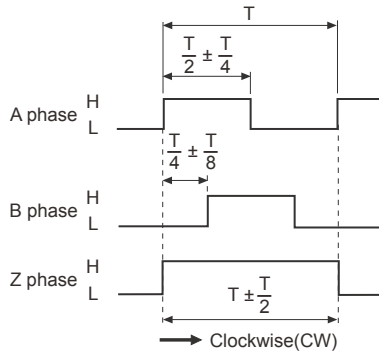 T
T/2 ± T/4
A phase H
L
T/4 ± T/8
B phase H
L
Z phase H
L
T ± T/2
Clockwise(CW)